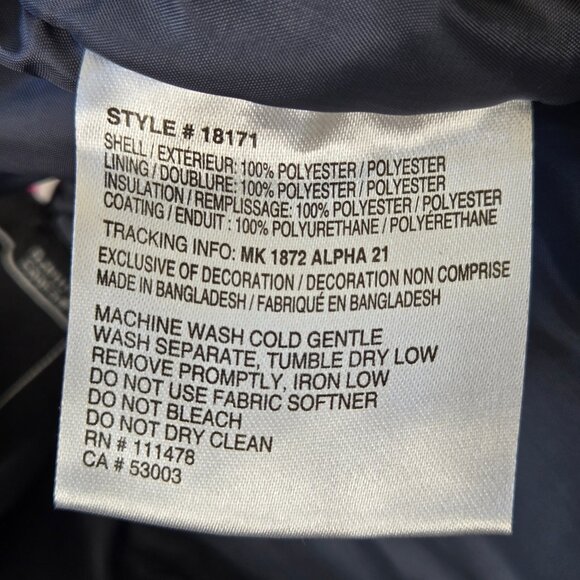 STYLE # 18171
SHELL / EXTERIEUR: 100% POLYESTER / POLYESTER
LINING / DOUBLURE: 100% POLYESTER / POLYESTER
INSULATION / REMPLISSAGE: 100% POLYESTER / POLYESTER
COATING / ENDUIT : 100% POLYURETHANE / POLYÉRETHANE
TRACKING INFO: MK 1872 ALPHA 21
EXCLUSIVE OF DECORATION / DECORATION NON COMPRISE
MADE IN BANGLADESH / FABRIQUÉ EN BANGLADESH
MACHINE WASH COLD GENTLE
WASH SEPARATE, TUMBLE DRY LOW
REMOVE PROMPTLY, IRON LOW
DO NOT USE FABRIC SOFTNER
DO NOT BLEACH
DO NOT DRY CLEAN
RN # 111478
CA # 53003